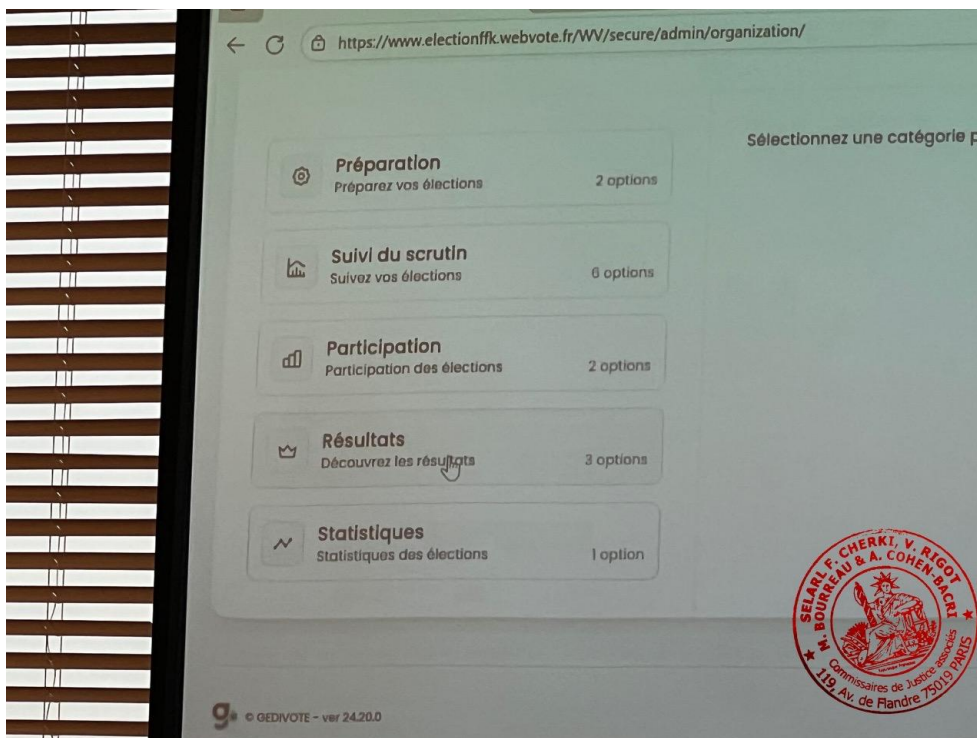 https://www.electionffk.webvote.fr/WV/secure/admin/organization/
Sélectionnez une catégorie p
Préparation
Préparez vos élections
2 options
Suivi du scrutin
Suivez vos élections
6 options
Participation
Participation des élections
2 options
Résultats
Découvrez les résultats
3 options
Statistiques
Statistiques des élections
1 option
SELARL F. CHERKI, V. RIGOT
M. BOURREAU & A. COHEN-BACRI
Commissaires de Justice associés
119, Av. de Flandre 75019 PARIS
g® © GEDIVOTE - ver 24.20.0